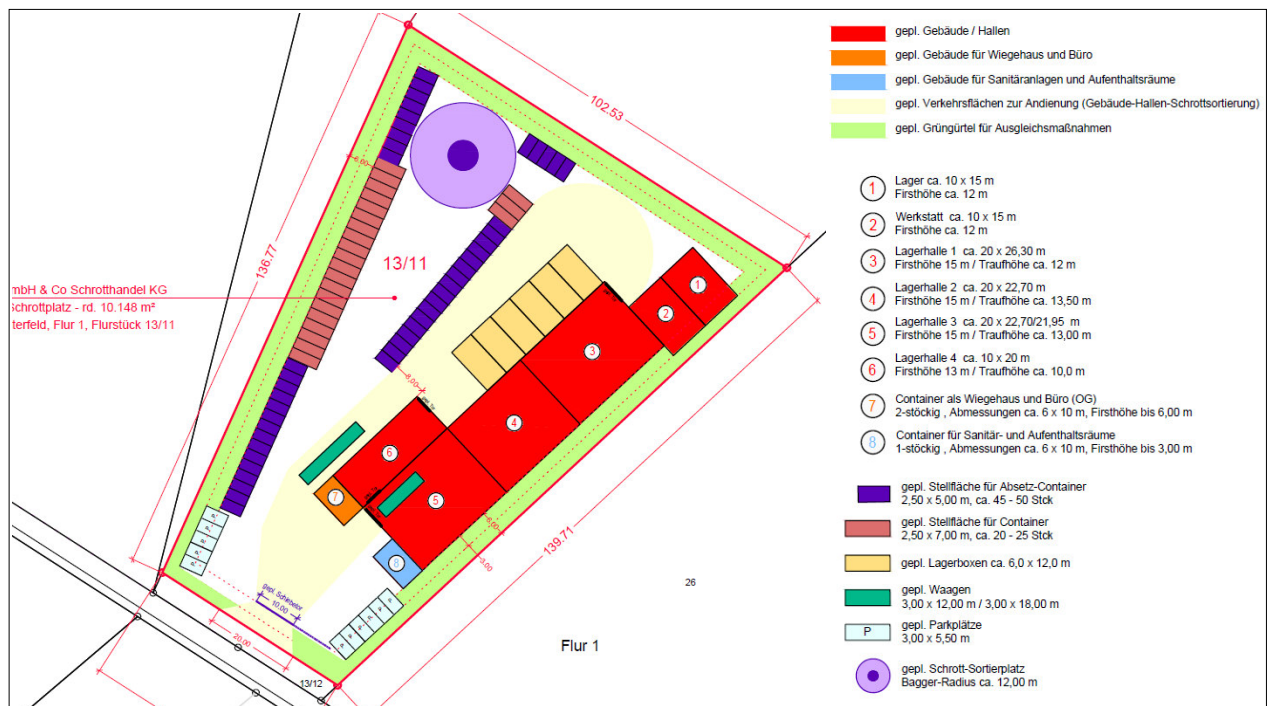 gepl. Gebäude / Hallen
gepl. Gebäude für Wiegehaus und Büro
gepl. Gebäude für Sanitäranlagen und Aufenthaltsräume
gepl. Verkehrsflächen zur Andienung (Gebäude-Hallen-Schrottsortierung)
gepl. Grüngürtel für Ausgleichsmaßnahmen
1 Lager ca. 10 x 15 m
Firsthöhe ca. 12 m
2 Werkstatt ca. 10 x 15 m
Firsthöhe ca. 12 m
3 Lagerhalle 1 ca. 20 x 26,30 m
Firsthöhe 15 m / Traufhöhe ca. 12 m
4 Lagerhalle 2 ca. 20 x 22,70 m
Firsthöhe 15 m / Traufhöhe ca. 13,50 m
5 Lagerhalle 3 ca. 20 x 22,70/21,95 m
Firsthöhe 15 m / Traufhöhe ca. 13,00 m
6 Lagerhalle 4 ca. 10 x 20 m
Firsthöhe 13 m / Traufhöhe ca. 10,0 m
7 Container als Wiegehaus und Büro (OG)
2-stöckig , Abmessungen ca. 6 x 10 m, Firsthöhe bis 6,00 m
8 Container für Sanitär- und Aufenthaltsräume
1-stöckig , Abmessungen ca. 6 x 10 m, Firsthöhe bis 3,00 m
gepl. Stellfläche für Absetz-Container
2,50 x 5,00 m, ca. 45 - 50 Stck
gepl. Stellfläche für Container
2,50 x 7,00 m, ca. 20 - 25 Stck
gepl. Lagerboxen ca. 6,0 x 12,0 m
gepl. Waagen
3,00 x 12,00 m / 3,00 x 18,00 m
P gepl. Parkplätze
3,00 x 5,50 m
gepl. Schrott-Sortierplatz
Bagger-Radius ca. 12,00 m
102.53
136.77
139.71
13/11
mbH & Co Schrotthandel KG
Schrottplatz - rd. 10.148 m²
terfeld, Flur 1, Flurstück 13/11
1
2
3
4
5
6
7
8
8,00
6,00
3,00
gepl. Schiebetor
10.00
20.00
26
Flur 1
13/12